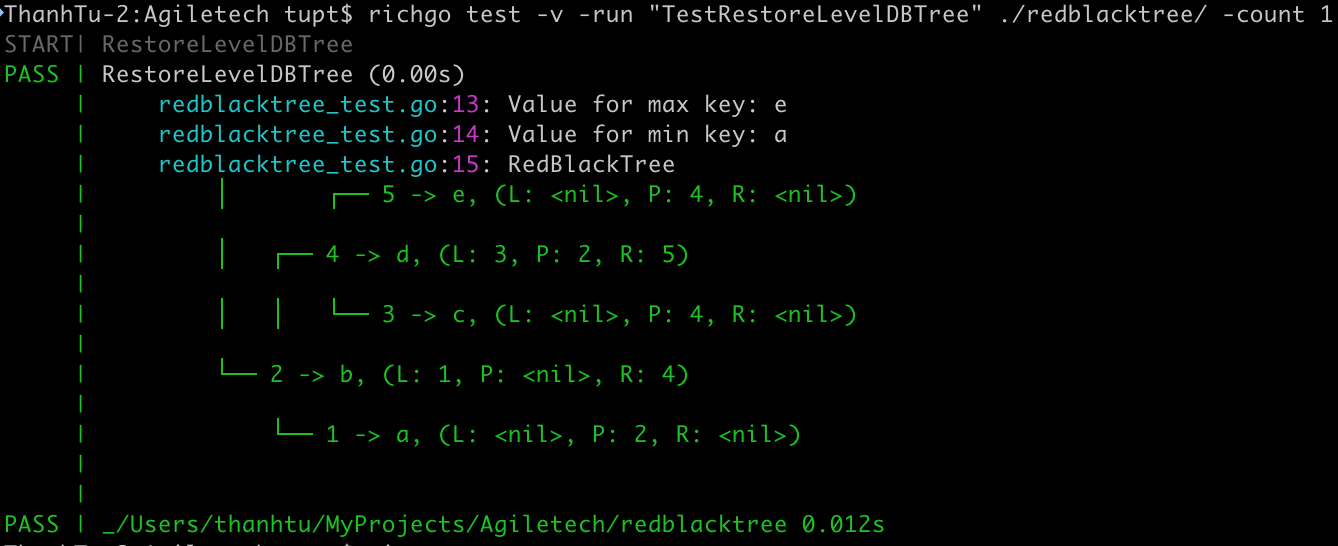 ThanhTu-2:Agiletech tupt$ richgo test -v -run "TestRestoreLevelDBTree" ./redblacktree/ -count 1
START| RestoreLevelDBTree
PASS | RestoreLevelDBTree (0.00s)
| redblacktree_test.go:13: Value for max key: e
| redblacktree_test.go:14: Value for min key: a
| redblacktree_test.go:15: RedBlackTree
| │ ┌── 5 -> e, (L: <nil>, P: 4, R: <nil>)
|
| │ ┌── 4 -> d, (L: 3, P: 2, R: 5)
|
| │ │ └── 3 -> c, (L: <nil>, P: 4, R: <nil>)
|
| └── 2 -> b, (L: 1, P: <nil>, R: 4)
|
| └── 1 -> a, (L: <nil>, P: 2, R: <nil>)
|
|
PASS | _/Users/thanhtu/MyProjects/Agiletech/redblacktree 0.012s